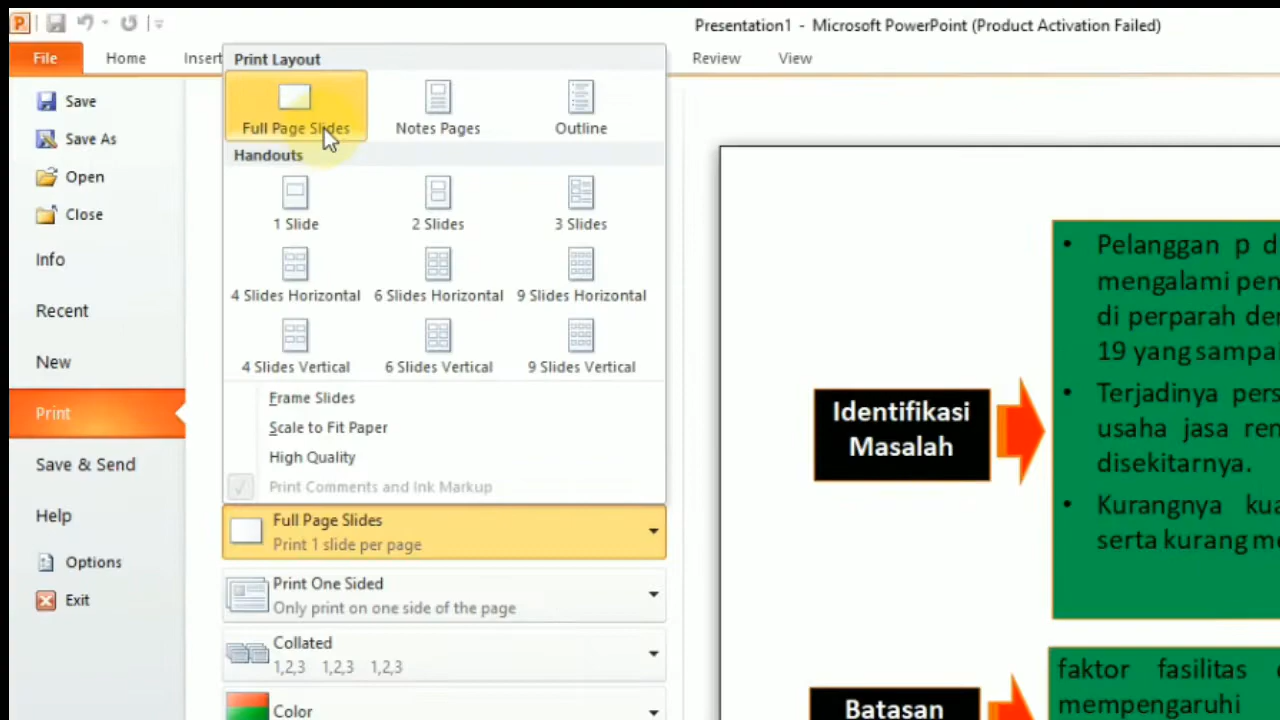 Presentation1 - Microsoft PowerPoint (Product Activation Failed)
File Home Insert Review View
Save
Save As
Open
Close
Info
Recent
New
Print
Save & Send
Help
Options
Exit
Print Layout
Full Page Slides Notes Pages Outline
Handouts
1 Slide 2 Slides 3 Slides
4 Slides Horizontal 6 Slides Horizontal 9 Slides Horizontal
4 Slides Vertical 6 Slides Vertical 9 Slides Vertical
Frame Slides
Scale to Fit Paper
High Quality
Print Comments and Ink Markup
Full Page Slides
Print 1 slide per page
Print One Sided
Only print on one side of the page
Collated
1,2,3 1,2,3 1,2,3
Color
Identifikasi
Masalah
• Pelanggan p d
mengalami
di perparah
19 yang
• Terjadinya
usaha jasa
disekitarnya.
• Kurangnya
serta kurang
Batasan
faktor fasilitas
mempengaruhi